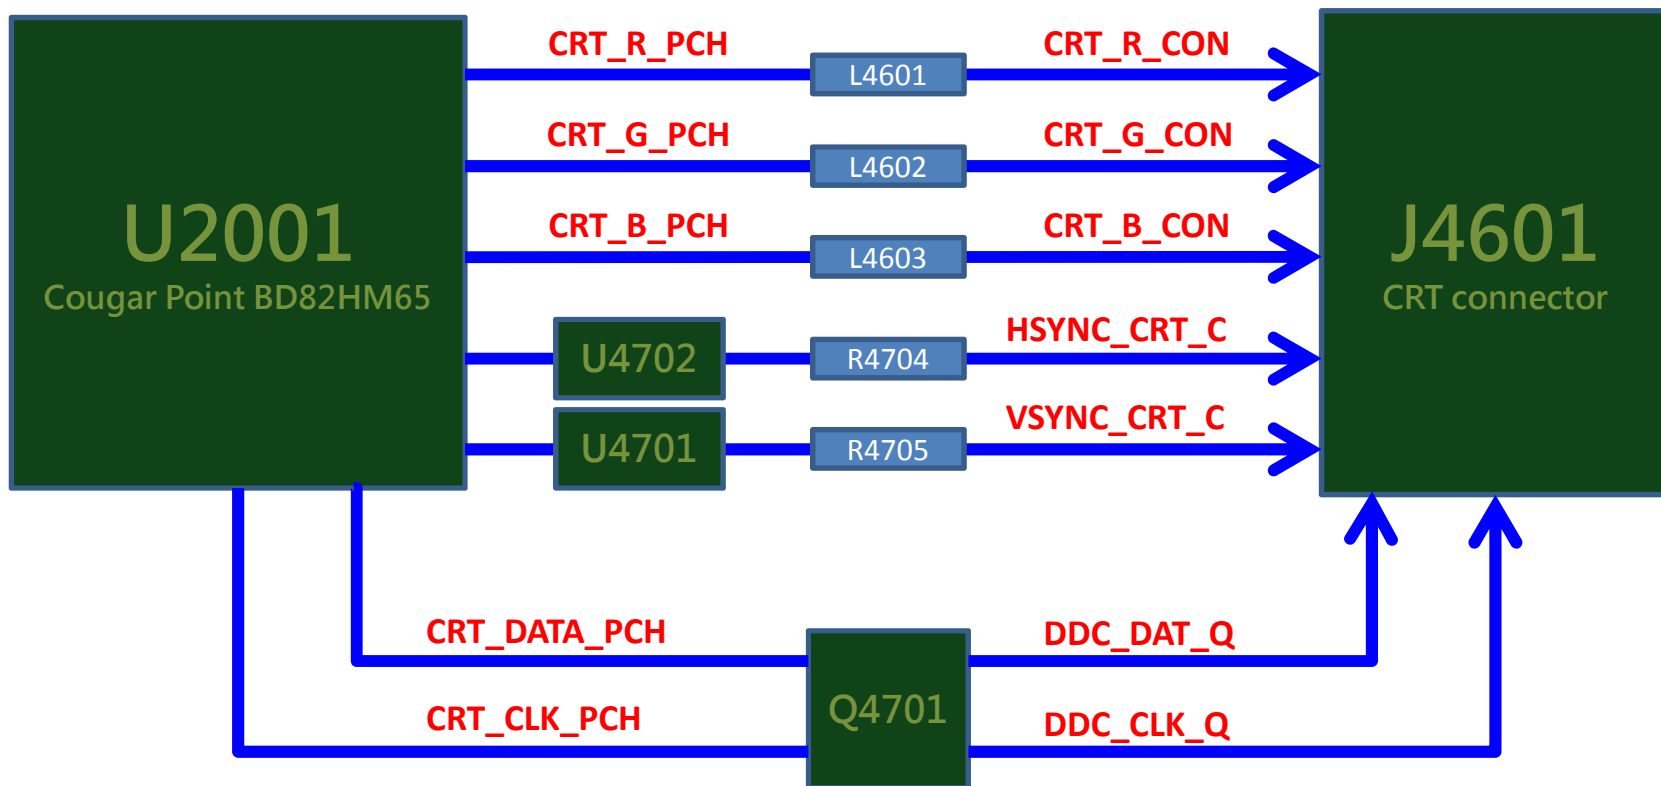 CRT_R_PCH
CRT_R_CON
L4601
CRT_G_PCH
CRT_G_CON
L4602
CRT_B_PCH
CRT_B_CON
L4603
U2001
Cougar Point BD82HM65
J4601
CRT connector
HSYNC_CRT_C
U4702
R4704
VSYNC_CRT_C
U4701
R4705
CRT_DATA_PCH
DDC_DAT_Q
Q4701
CRT_CLK_PCH
DDC_CLK_Q